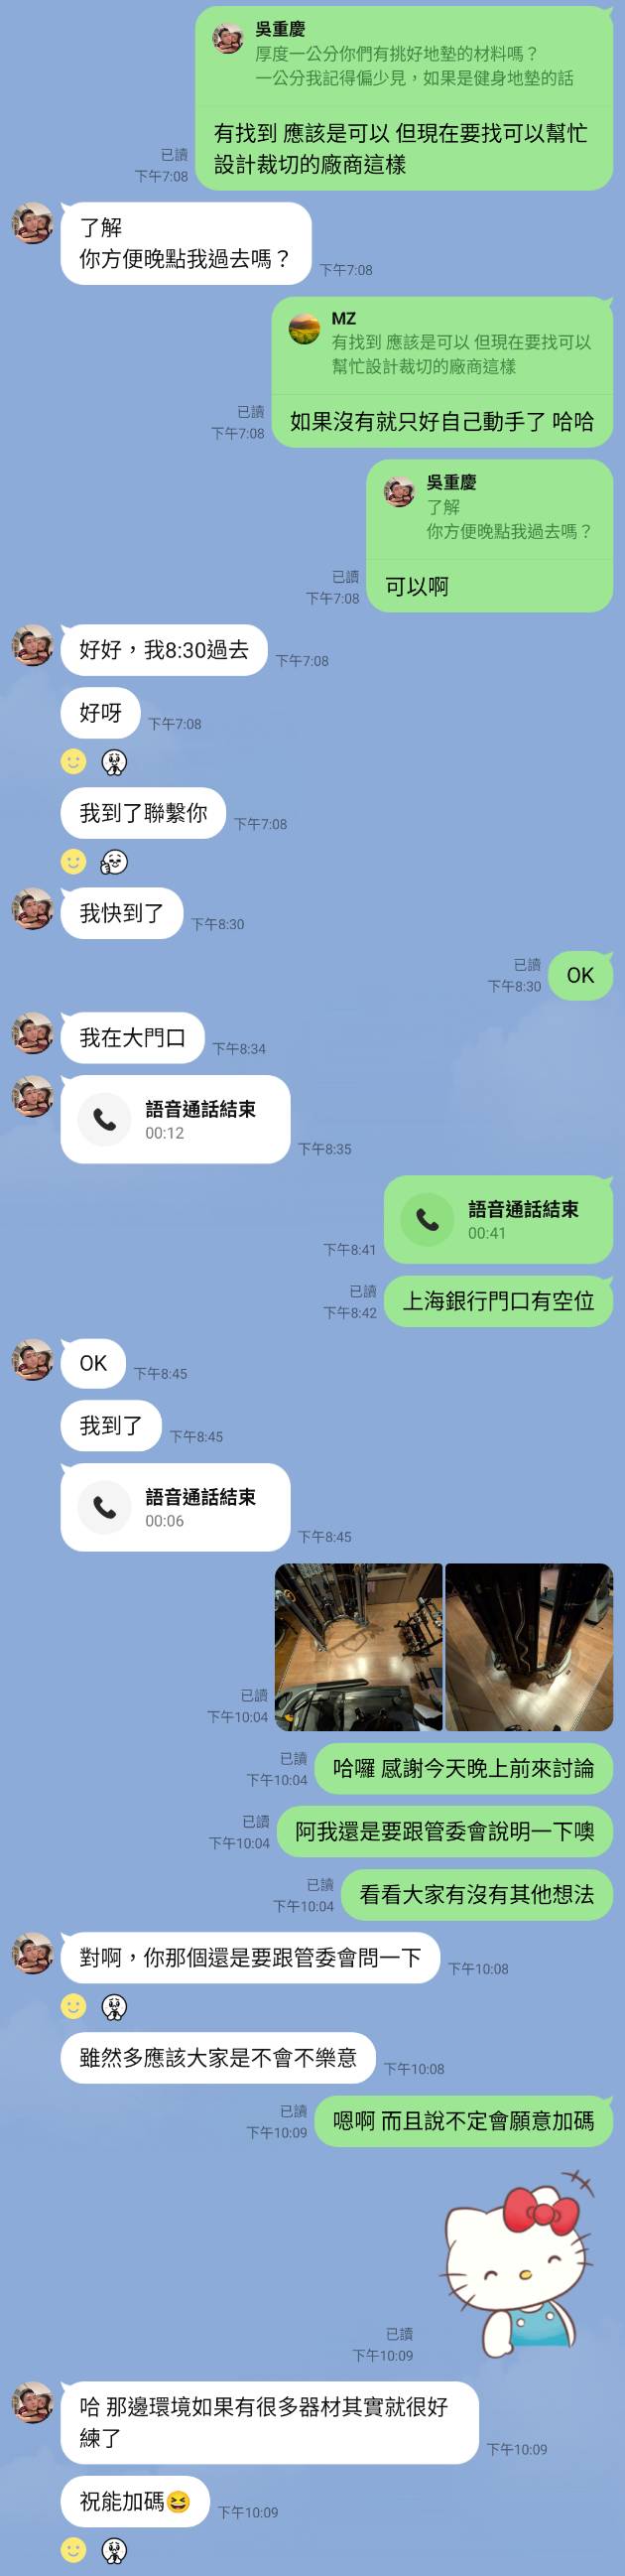 吳重慶
厚度一公分你們有挑好地墊的材料嗎？
一公分我記得偏少見，如果是健身地墊的話
有找到 應該是可以 但現在要找可以幫忙
設計裁切的廠商這樣
已讀
下午7:08
了解
你方便晚點我過去嗎？
下午7:08
MZ
有找到 應該是可以 但現在要找可以
幫忙設計裁切的廠商這樣
如果沒有就只好自己動手了 哈哈
已讀
下午7:08
吳重慶
了解
你方便晚點我過去嗎？
可以啊
已讀
下午7:08
好好，我8:30過去
下午7:08
好呀
下午7:08
我到了聯繫你
下午7:08
我快到了
下午8:30
已讀
下午8:30
OK
我在大門口
下午8:34
語音通話結束
00:12
下午8:35
語音通話結束
00:41
下午8:41
已讀
下午8:42
上海銀行門口有空位
OK
下午8:45
我到了
下午8:45
語音通話結束
00:06
下午8:45
已讀
下午10:04
已讀
下午10:04
哈囉 感謝今天晚上前來討論
已讀
下午10:04
阿我還是要跟管委會說明一下噢
已讀
下午10:04
看看大家有沒有其他想法
對啊，你那個還是要跟管委會問一下
下午10:08
雖然多應該大家是不會不樂意
下午10:08
已讀
下午10:09
嗯啊 而且說不定會願意加碼
已讀
下午10:09
哈 那邊環境如果有很多器材其實就很好
練了
下午10:09
祝能加碼😆
下午10:09